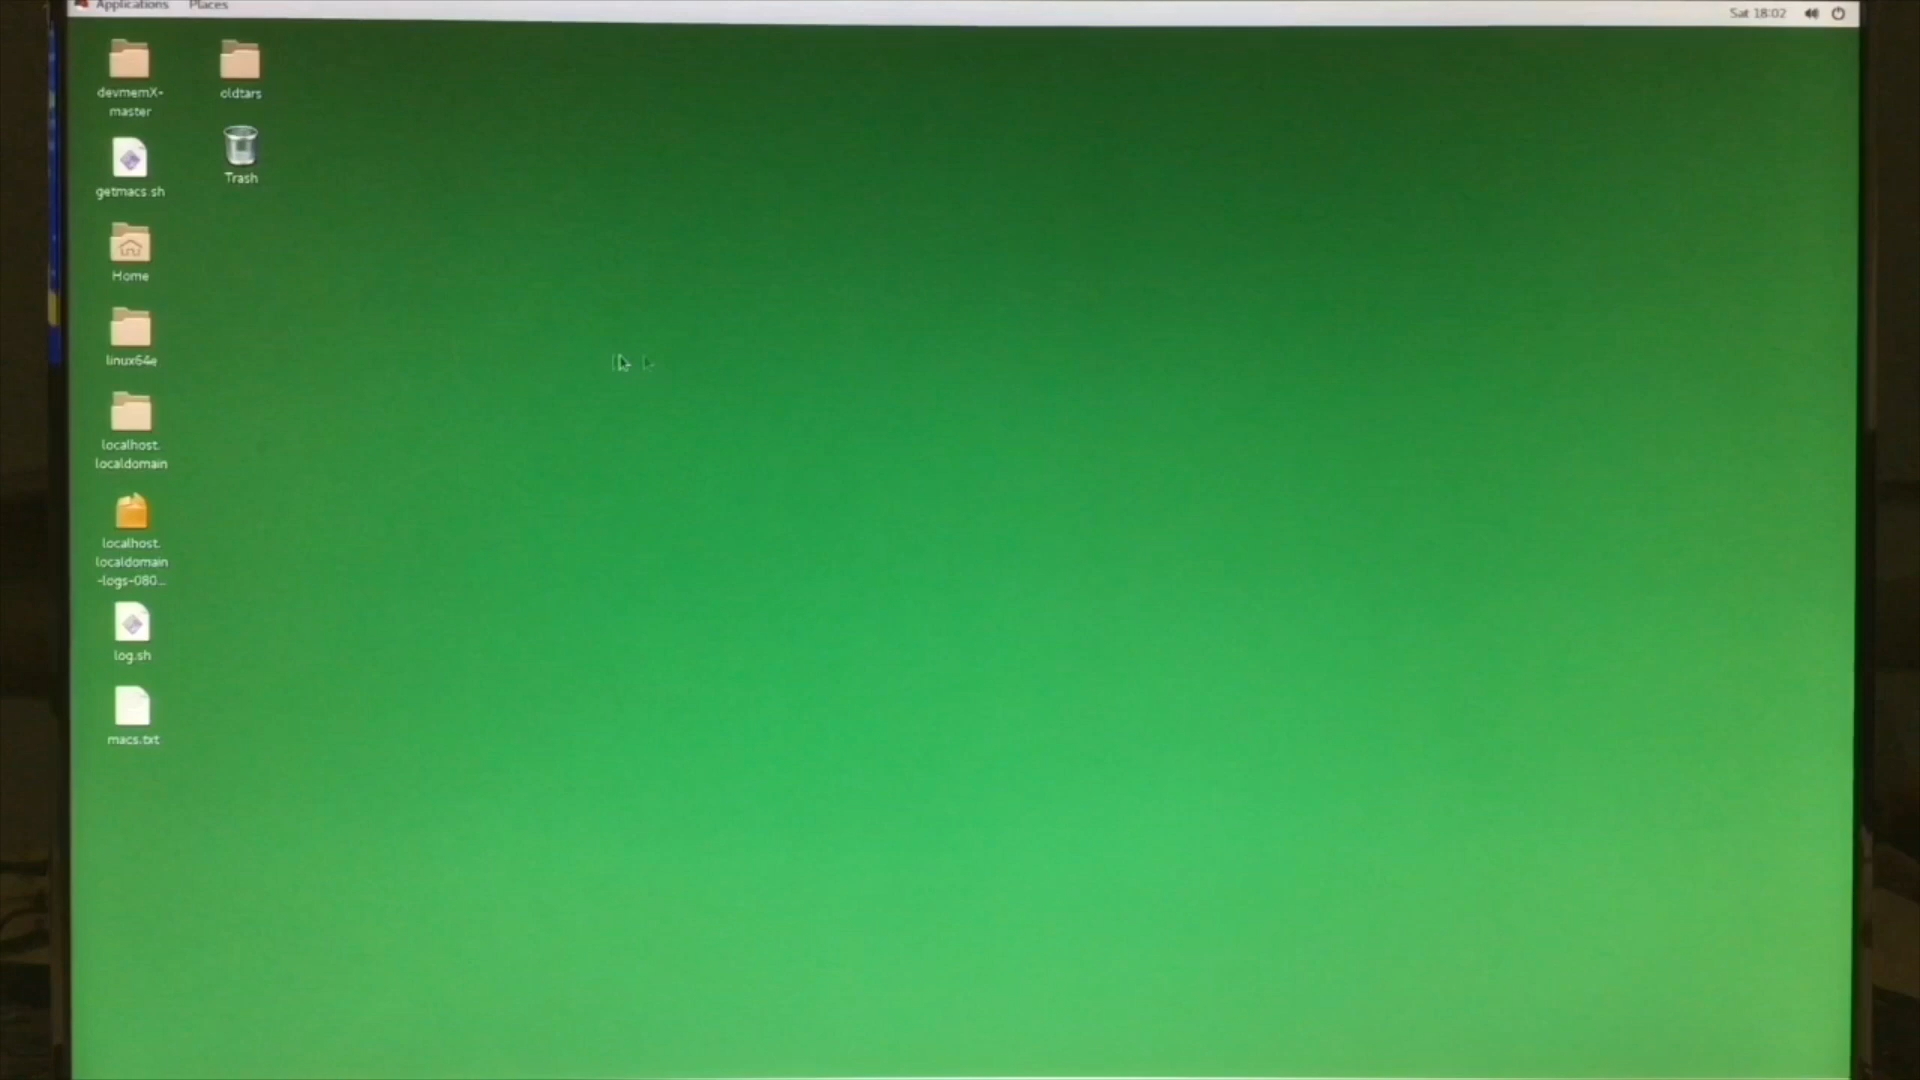 Applications Places
Sat 18:02
devmemX-
master
getmacs.sh
Home
linux64e
localhost.
localdomain
localhost.
localdomain
-logs-080...
log.sh
macs.txt
oldtars
Trash